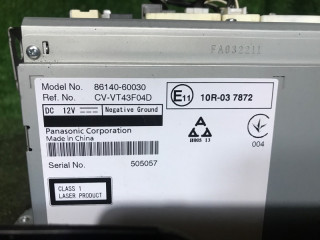 FA032211
Model No. 86140-60030
Ref. No. CV-VT43F04D
DC 12V Negative Ground
E11 10R-03 7872
Panasonic Corporation
Made in China
004
Serial No. 505057
CLASS 1
LASER PRODUCT